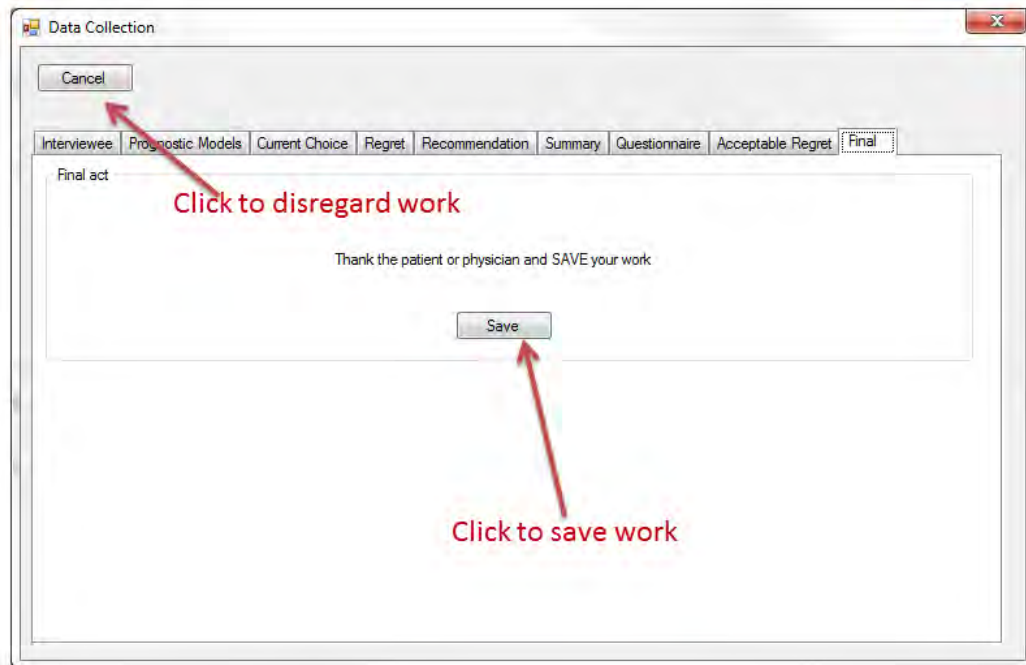 Data Collection
Cancel
Interviewee Prognostic Models Current Choice Regret Recommendation Summary Questionnaire Acceptable Regret Final
Final act
Click to disregard work
Thank the patient or physician and SAVE your work
Save
Click to save work